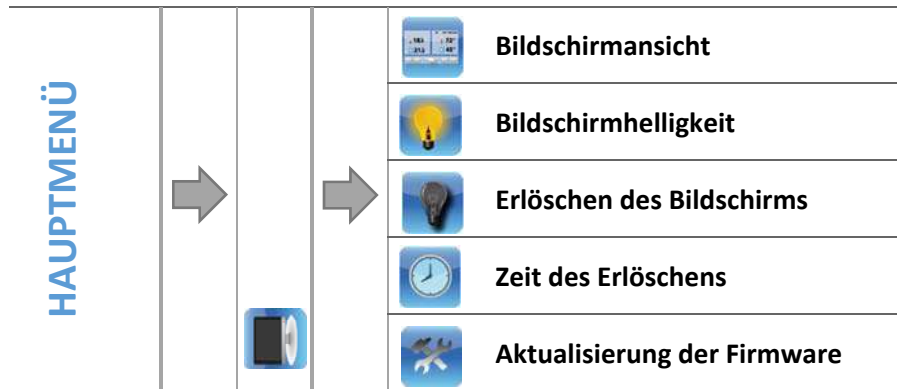 HAUPTMENÜ
Bildschirmansicht
Bildschirmhelligkeit
Erlöschen des Bildschirms
Zeit des Erlöschens
Aktualisierung der Firmware